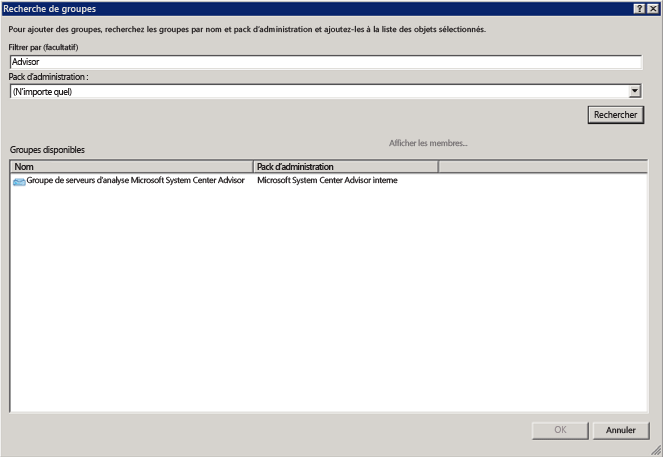 Recherche de groupes
Pour ajouter des groupes, recherchez les groupes par nom et pack d'administration et ajoutez-les à la liste des objets sélectionnés.
Filtrer par (facultatif)
Advisor
Pack d'administration :
(N'importe quel)
Rechercher
Afficher les membres...
Groupes disponibles
Nom Pack d'administration
Groupe de serveurs d'analyse Microsoft System Center Advisor Microsoft System Center Advisor interne
OK Annuler